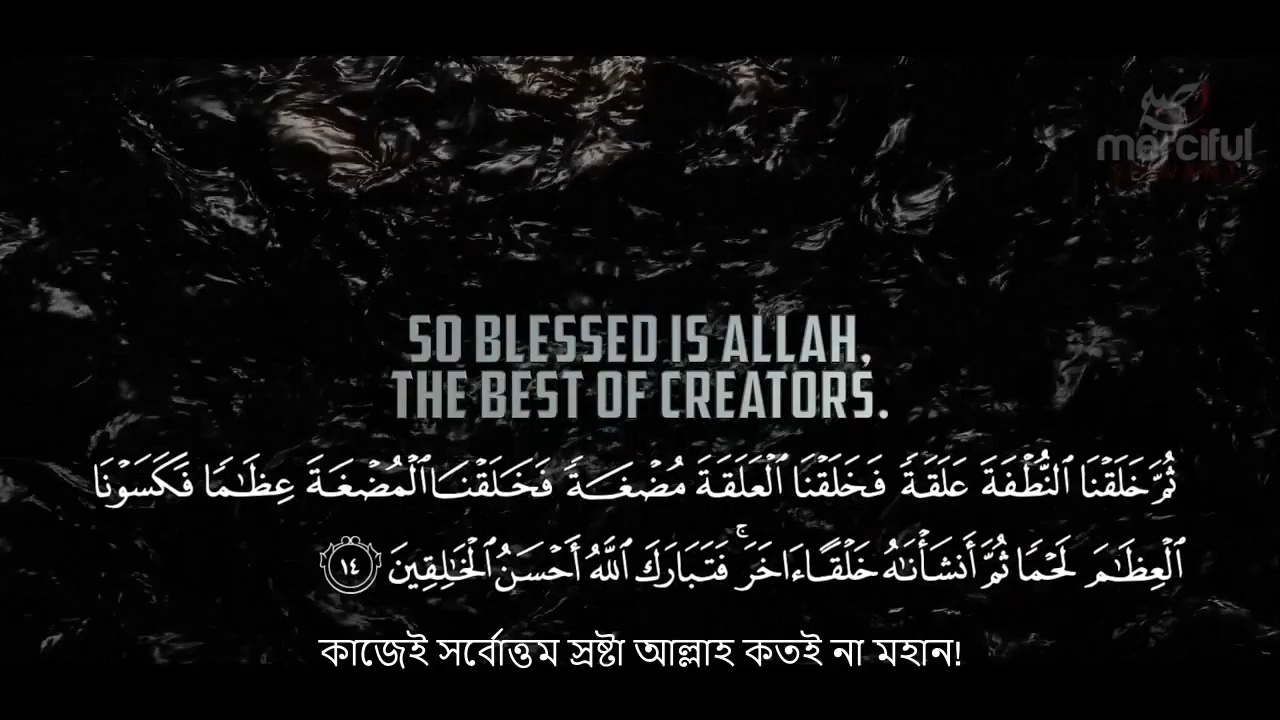 merciful
SERVANT
SO BLESSED IS ALLAH,
THE BEST OF CREATORS.
ثُمَّ خَلَقْنَا ٱلنُّطْفَةَ عَلَقَةً فَخَلَقْنَا ٱلْعَلَقَةَ مُضْغَةً فَخَلَقْنَا ٱلْمُضْغَةَ عِظَـٰمًا فَكَسَوْنَا
ٱلْعِظَـٰمَ لَحْمًا ثُمَّ أَنشَأْنَـٰهُ خَلْقًا ءَاخَرَ ۚ فَتَبَارَكَ ٱللَّهُ أَحْسَنُ ٱلْخَـٰلِقِينَ ١٤
কাজেই সর্বোত্তম স্রষ্টা আল্লাহ কতই না মহান!